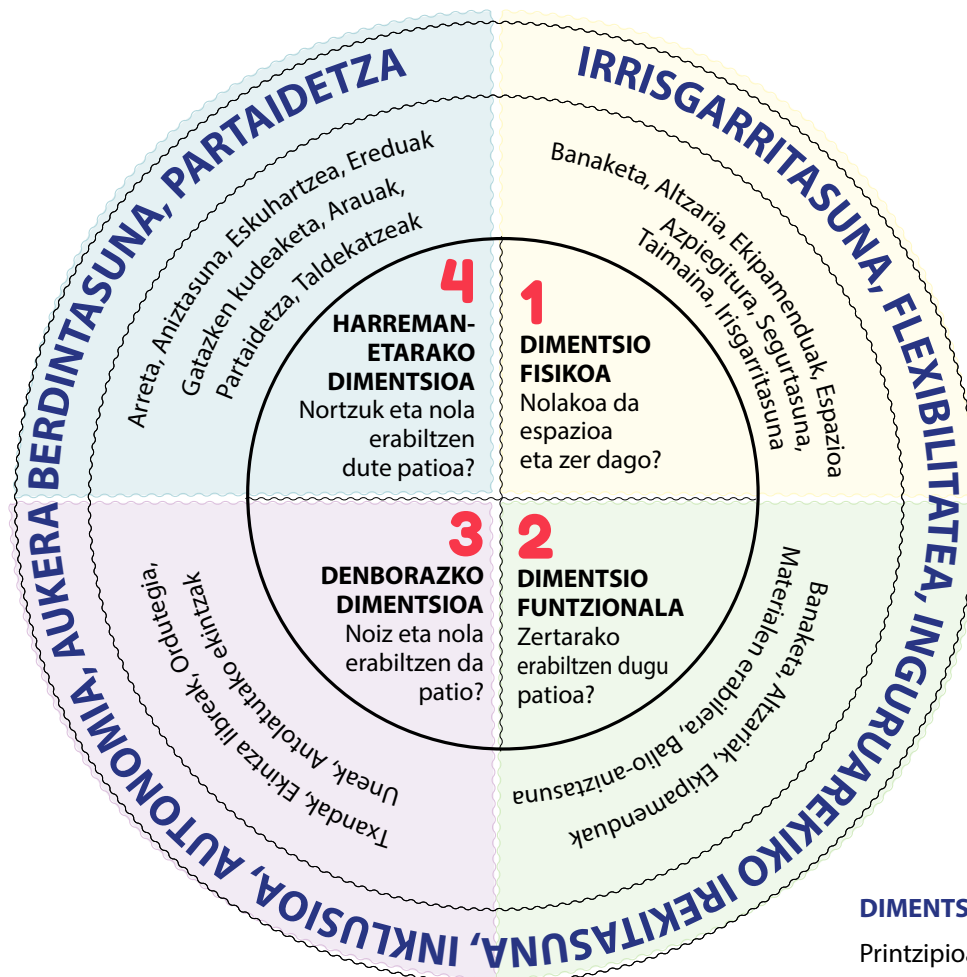 IRRISGARRITASUNA, FLEXIBILITATEA, INGURUAREKIKO IREKITASUNA, INKLUSIOA, AUTONOMIA, AUKERA BERDINTASUNA, PARTAIDETZA
Banaketa, Altzaria, Ekipamenduak, Espazioa
Azpiegitura, Segurtasuna,
Taimaina, Irisgarritasuna
1
DIMENTSIO
FISIKOA
Nolakoa da
espazioa
eta zer dago?
2
DIMENTSIO
FUNTZIONALA
Zertarako
erabiltzen dugu
patioa?
Banaketa, Altzariak, Ekipamenduak
Materialen erabilera, Balio-aniztasuna
3
DENBORAZKO
DIMENTSIOA
Noiz eta nola
erabiltzen da
patio?
Txandak, Ekintza libreak, Ordutegia,
Uneak, Antolatutako ekintzak
4
HARREMAN-
ETARAKO
DIMENTSIOA
Nortzuk eta nola
erabiltzen
dute patioa?
Arreta, Aniztasuna, Eskuhartzea, Ereduak
Gatazken kudeaketa, Arauak,
Partaidetza, Taldekatzeak
DIMENTS
Printzipioa